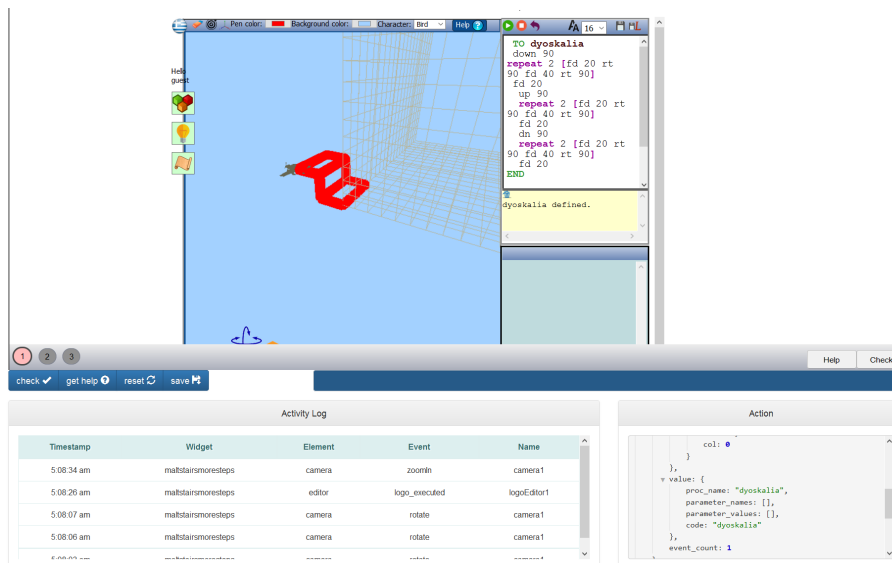 Pen color: Background color: Character: Bird Help ?
16
Hello
guest
TO dyoskalia
down 90
repeat 2 [fd 20 rt
90 fd 40 rt 90]
fd 20
up 90
repeat 2 [fd 20 rt
90 fd 40 rt 90]
fd 20
dn 90
repeat 2 [fd 20 rt
90 fd 40 rt 90]
fd 20
END
dyoskalia defined.
1 2 3
Help Check
check get help reset save
Activity Log
Timestamp Widget Element Event Name
5:08:34 am maltstairsmoresteps camera zoomIn camera1
5:08:26 am maltstairsmoresteps editor logo_executed logoEditor1
5:08:07 am maltstairsmoresteps camera rotate camera1
5:08:06 am maltstairsmoresteps camera rotate camera1
Action
col: 0
}
},
value: {
proc_name: "dyoskalia",
parameter_names: [],
parameter_values: [],
code: "dyoskalia"
},
event_count: 1